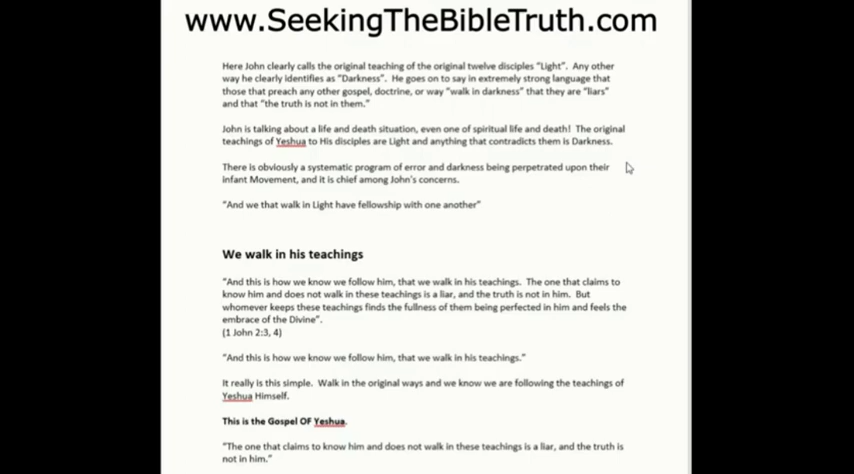 www.SeekingTheBibleTruth.com
Here John clearly calls the original teaching of the original twelve disciples “Light”.  Any other
way he clearly identifies as “Darkness”.  He goes on to say in extremely strong language that
those that preach any other gospel, doctrine, or way “walk in darkness” that they are “liars”
and that “the truth is not in them.”
John is talking about a life and death situation, even one of spiritual life and death!  The original
teachings of Yeshua to His disciples are Light and anything that contradicts them is Darkness.
There is obviously a systematic program of error and darkness being perpetrated upon their
infant Movement, and it is chief among John’s concerns.
“And we that walk in Light have fellowship with one another”
We walk in his teachings
“And this is how we know we follow him, that we walk in his teachings.  The one that claims to
know him and does not walk in these teachings is a liar, and the truth is not in him.  But
whomever keeps these teachings finds the fullness of them being perfected in him and feels the
embrace of the Divine”.
(1 John 2:3, 4)
“And this is how we know we follow him, that we walk in his teachings.”
It really is this simple.  Walk in the original ways and we know we are following the teachings of
Yeshua Himself.
This is the Gospel OF Yeshua.
“The one that claims to know him and does not walk in these teachings is a liar, and the truth is
not in him.”